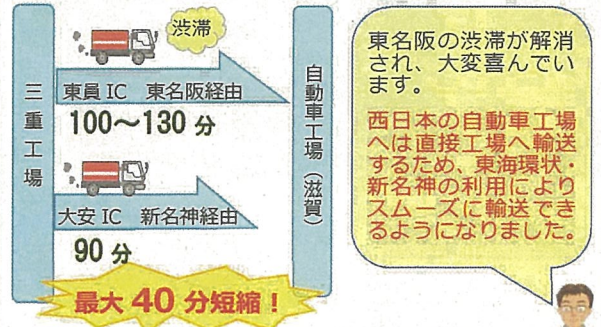 渋滞
三重工場
東員IC 東名阪経由
100～130 分
大安IC 新名神経由
90 分
自動車工場（滋賀）
最大 40 分短縮！
東名阪の渋滞が解消
され、大変喜んでい
ます。
西日本の自動車工場
へは直接工場へ輸送
するため、東海環状・
新名神の利用により
スムーズに輸送でき
るようになりました。